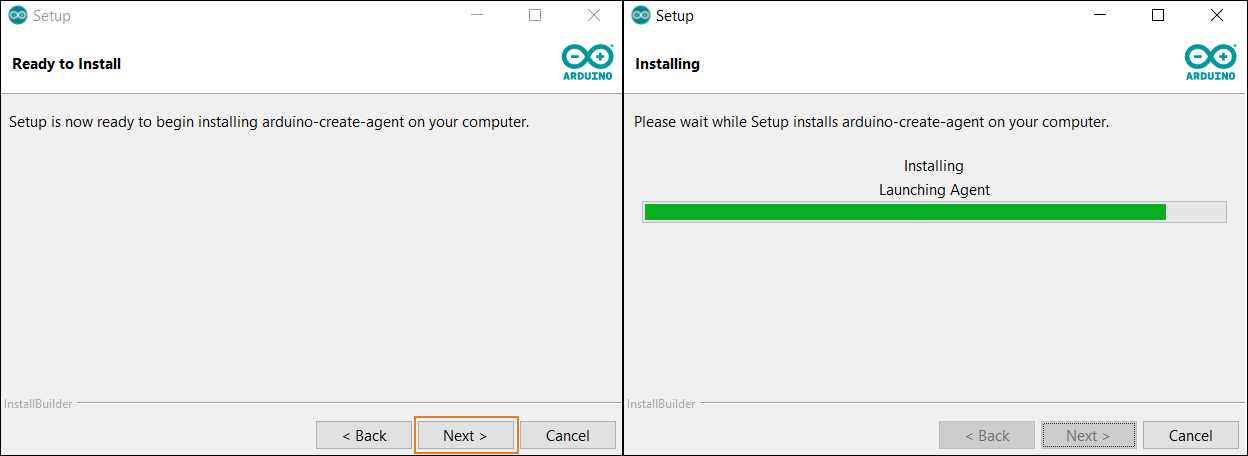 Setup
Ready to Install
ARDUINO
Setup is now ready to begin installing arduino-create-agent on your computer.
InstallBuilder
< Back
Next >
Cancel
Setup
Installing
ARDUINO
Please wait while Setup installs arduino-create-agent on your computer.
Installing
Launching Agent
InstallBuilder
< Back
Next >
Cancel